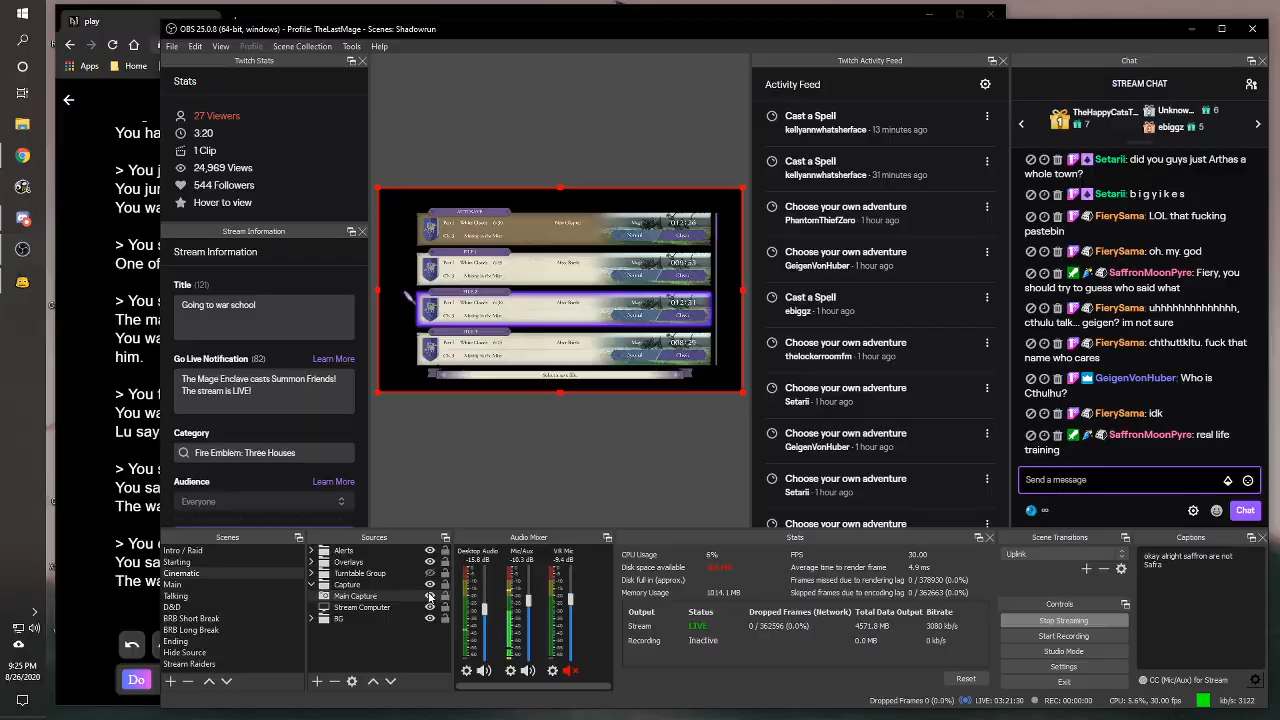 play
OBS 25.0.8 (64-bit, windows) - Profile: TheLastMage - Scenes: Shadowrun
File Edit View Profile Scene Collection Tools Help
Apps Home
Twitch Stats
Stats
27 Viewers
3.20
1 Clip
24,969 Views
544 Followers
Hover to view
Stream Information
Stream Information
Title (121)
Going to war school
Go Live Notification (82) Learn More
The Mage Enclave casts Summon Friends!
The stream is LIVE!
Category
Fire Emblem: Three Houses
Audience Learn More
Everyone
You ha
> You j
You jur
You wa
> You s
One of
> You s
The ma
You wa
him.
> You t
You wa
Lu say
> You s
You sa
The wa
You sa
The wa
Do
9:25 PM
8/26/2020
Twitch Activity Feed
Activity Feed
Cast a Spell
kellyannwhatsherface - 13 minutes ago
Cast a Spell
kellyannwhatsherface - 31 minutes ago
Choose your own adventure
PhantomThiefZero - 1 hour ago
Choose your own adventure
GeigenVonHuber - 1 hour ago
Cast a Spell
ebiggz - 1 hour ago
Choose your own adventure
thelockerroomfm - 1 hour ago
Choose your own adventure
Setarii - 1 hour ago
Choose your own adventure
GeigenVonHuber - 1 hour ago
Choose your own adventure
Setarii - 1 hour ago
Choose your own adventure
Chat
STREAM CHAT
TheHappyCatsT...
7
Unknow... 6
ebiggz 5
Setarii: did you guys just Arthas a
whole town?
Setarii: b i g y i k e s
FierySama: LOL at fucking
pastebin
FierySama: oh. my. god
SaffronMoonPyre: Fiery, you
should try to guess who said what
FierySama: uhhhhhhhhhhhh,
cthulu talk... geigen? im not sure
FierySama: chthuttkltu. fuck that
name who cares
GeigenVonHuber: Who is
Cthulhu?
FierySama: idk
SaffronMoonPyre: real life
training
Send a message
Chat
Scenes
Intro / Raid
Starting
Cinematic
Main
Talking
D&D
BRB Short Break
BRB Long Break
Ending
Hide Source
Stream Raiders
Sources
Alerts
Overlays
Turntable Group
Capture
Main Capture
Stream Computer
BG
Audio Mixer
Desktop Audio Mic/Aux VR Mic
-15.8 dB -10.3 dB -9.4 dB
Stats
CPU Usage 6%
Disk space available
Disk full in (approx.)
Memory Usage 1014.1 MB
FPS 30.00
Average time to render frame 4.9 ms
Frames missed due to rendering lag 0 / 378930 (0.0%)
Skipped frames due to encoding lag 0 / 362663 (0.0%)
Output Status Dropped Frames (Network) Total Data Output Bitrate
Stream LIVE 0 / 362596 (0.0%) 4571.8 MB 3080 kb/s
Recording Inactive 0.0 MB 0 kb/s
Reset
Scene Transitions
Uplink
Controls
Stop Streaming
Start Recording
Studio Mode
Settings
Exit
Captions
okay alright saffron are not
Safra
CC (Mic/Aux) for Stream
Dropped Frames 0 (0.0%) LIVE: 03:21:30 REC: 00:00:00 CPU: 5.6%, 30.00 fps kb/s: 3122